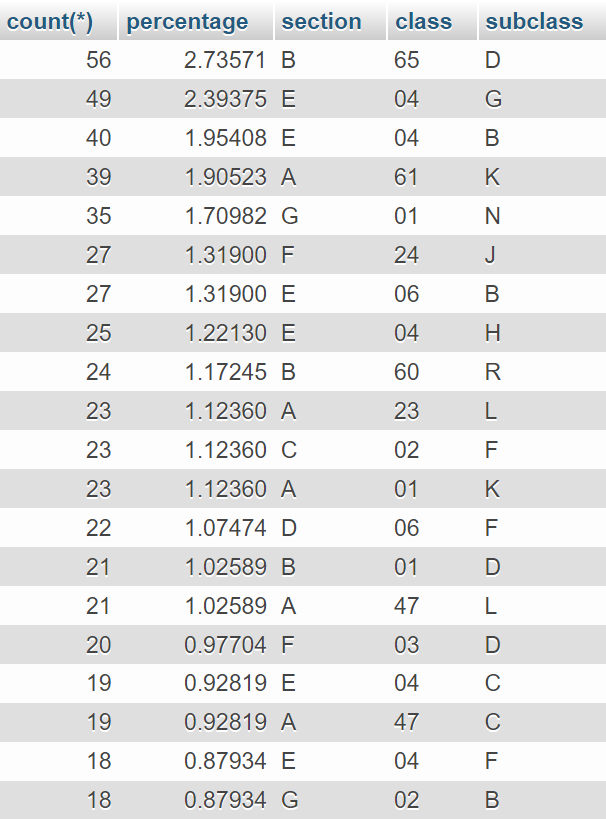 count(*) percentage section class subclass
56 2.73571 B 65 D
49 2.39375 E 04 G
40 1.95408 E 04 B
39 1.90523 A 61 K
35 1.70982 G 01 N
27 1.31900 F 24 J
27 1.31900 E 06 B
25 1.22130 E 04 H
24 1.17245 B 60 R
23 1.12360 A 23 L
23 1.12360 C 02 F
23 1.12360 A 01 K
22 1.07474 D 06 F
21 1.02589 B 01 D
21 1.02589 A 47 L
20 0.97704 F 03 D
19 0.92819 E 04 C
19 0.92819 A 47 C
18 0.87934 E 04 F
18 0.87934 G 02 B